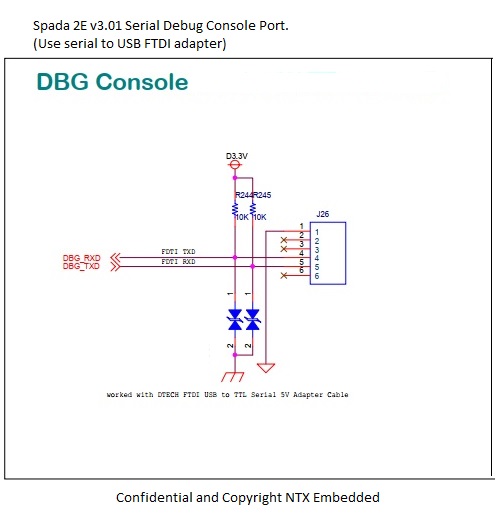 Spada 2E v3.01 Serial Debug Console Port.
(Use serial to USB FTDI adapter)
DBG Console
D3.3V
R244 R245
10K 10K
J26
1 1
2 2
3 3
4 4
5 5
6 6
DBG_RXD
FDTI TXD
DBG_TXD
FDTI RXD
1 1
2 2
worked with DTECH FTDI USB to TTL Serial 5V Adapter Cable
Confidential and Copyright NTX Embedded